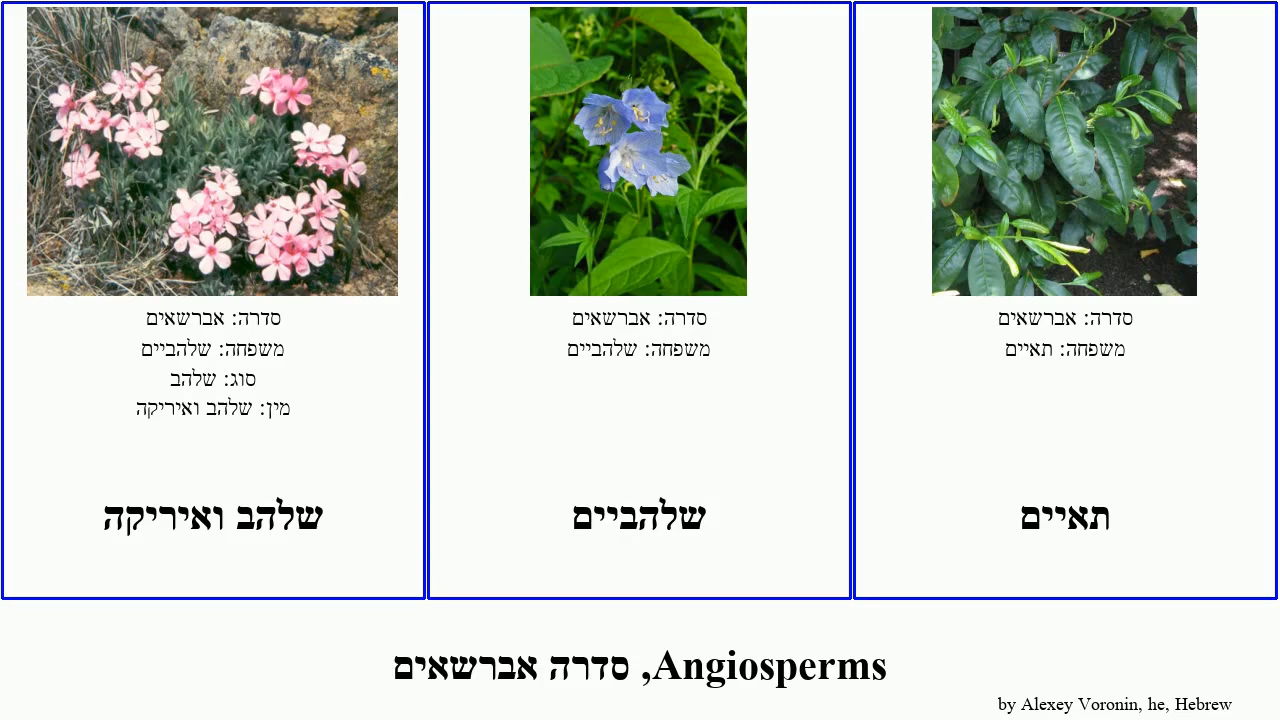 סדרה: אברשאים
משפחה: שלהביים
סוג: שלהב
מין: שלהב ואיריקה
שלהב ואיריקה
סדרה: אברשאים
משפחה: שלהביים
שלהביים
סדרה: אברשאים
משפחה: תאיים
תאיים
Angiosperms, סדרה אברשאים
by Alexey Voronin, he, Hebrew